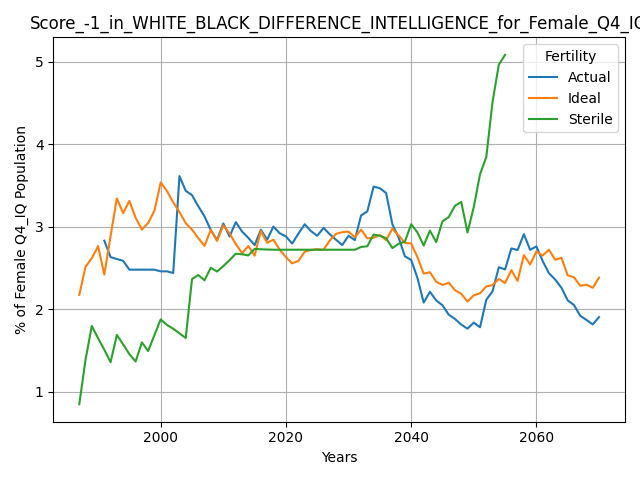 Score_-1_in_WHITE_BLACK_DIFFERENCE_INTELLIGENCE_for_Female_Q4_IQ
Fertility
Actual
Ideal
Sterile
% of Female Q4_IQ Population
5
4
3
2
1
2000 2020 2040 2060
Years